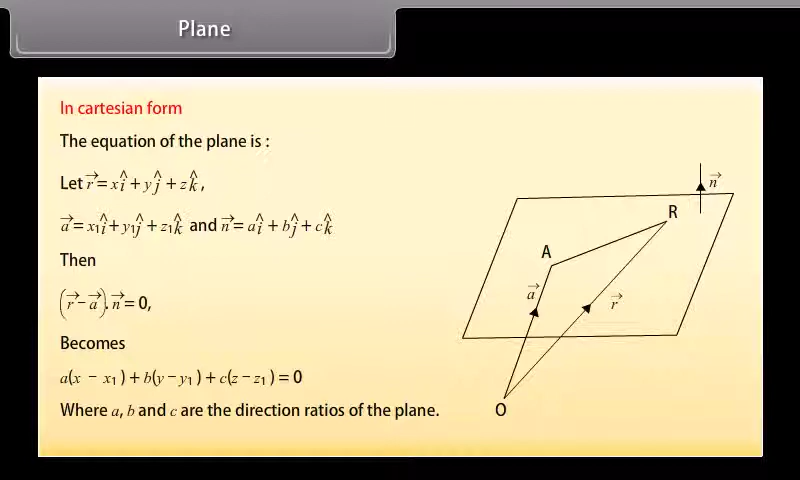 Plane
In cartesian form
The equation of the plane is :
Let r⃗ = xî + yĵ + zk̂ ,
a⃗ = x₁î + y₁ĵ + z₁k̂ and n⃗ = aî + bĵ + ck̂
Then
(r⃗ − a⃗). n⃗ = 0,
Becomes
a(x − x₁) + b(y − y₁) + c(z − z₁) = 0
Where a, b and c are the direction ratios of the plane.
n⃗
R
A
a⃗
r⃗
O